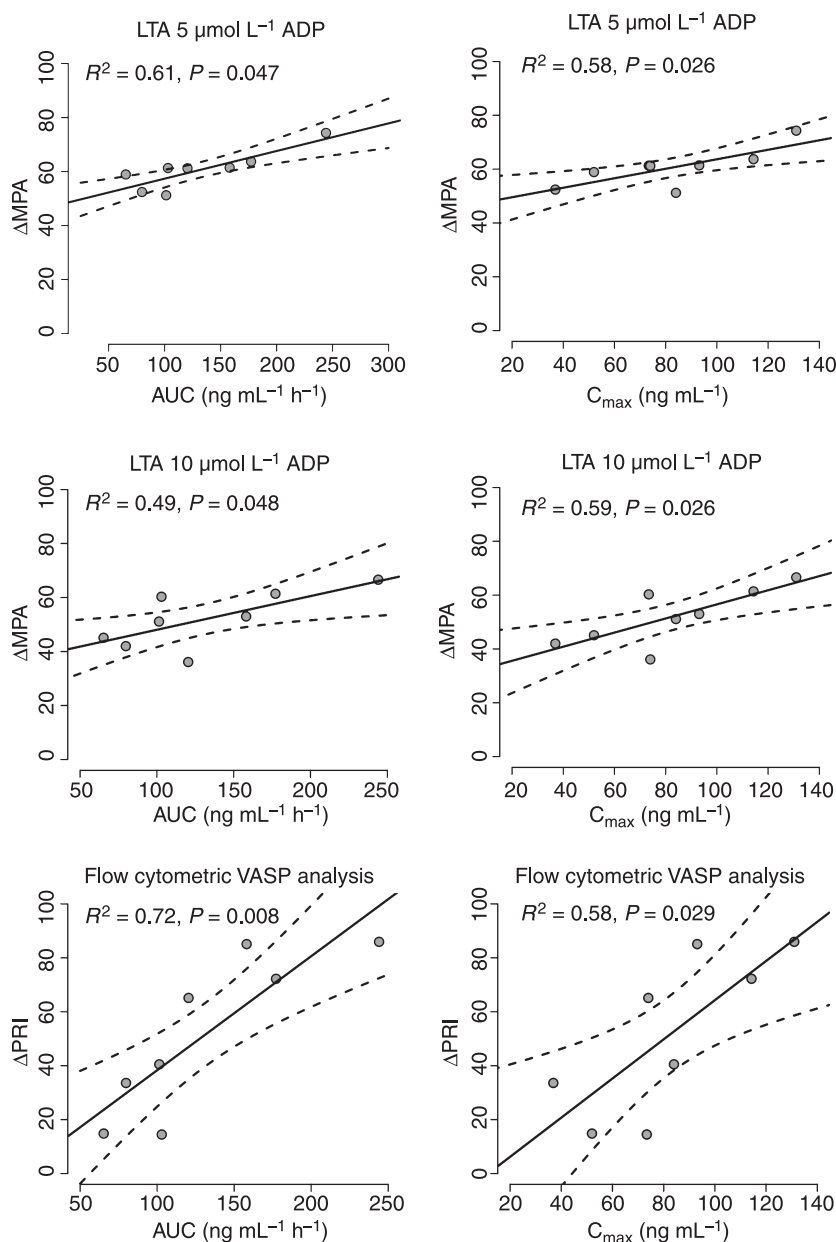 LTA 5 µmol L⁻¹ ADP
R² = 0.61, P = 0.047
100
80
60
40
20
0
ΔMPA
50 100 150 200 250 300
AUC (ng mL⁻¹ h⁻¹)
LTA 5 µmol L⁻¹ ADP
R² = 0.58, P = 0.026
100
80
60
40
20
0
ΔMPA
20 40 60 80 100 120 140
Cmax (ng mL⁻¹)
LTA 10 µmol L⁻¹ ADP
R² = 0.49, P = 0.048
100
80
60
40
20
0
ΔMPA
50 100 150 200 250
AUC (ng mL⁻¹ h⁻¹)
LTA 10 µmol L⁻¹ ADP
R² = 0.59, P = 0.026
100
80
60
40
20
0
ΔMPA
20 40 60 80 100 120 140
Cmax (ng mL⁻¹)
Flow cytometric VASP analysis
R² = 0.72, P = 0.008
100
80
60
40
20
0
ΔPRI
50 100 150 200 250
AUC (ng mL⁻¹ h⁻¹)
Flow cytometric VASP analysis
R² = 0.58, P = 0.029
100
80
60
40
20
0
ΔPRI
20 40 60 80 100 120 140
Cmax (ng mL⁻¹)